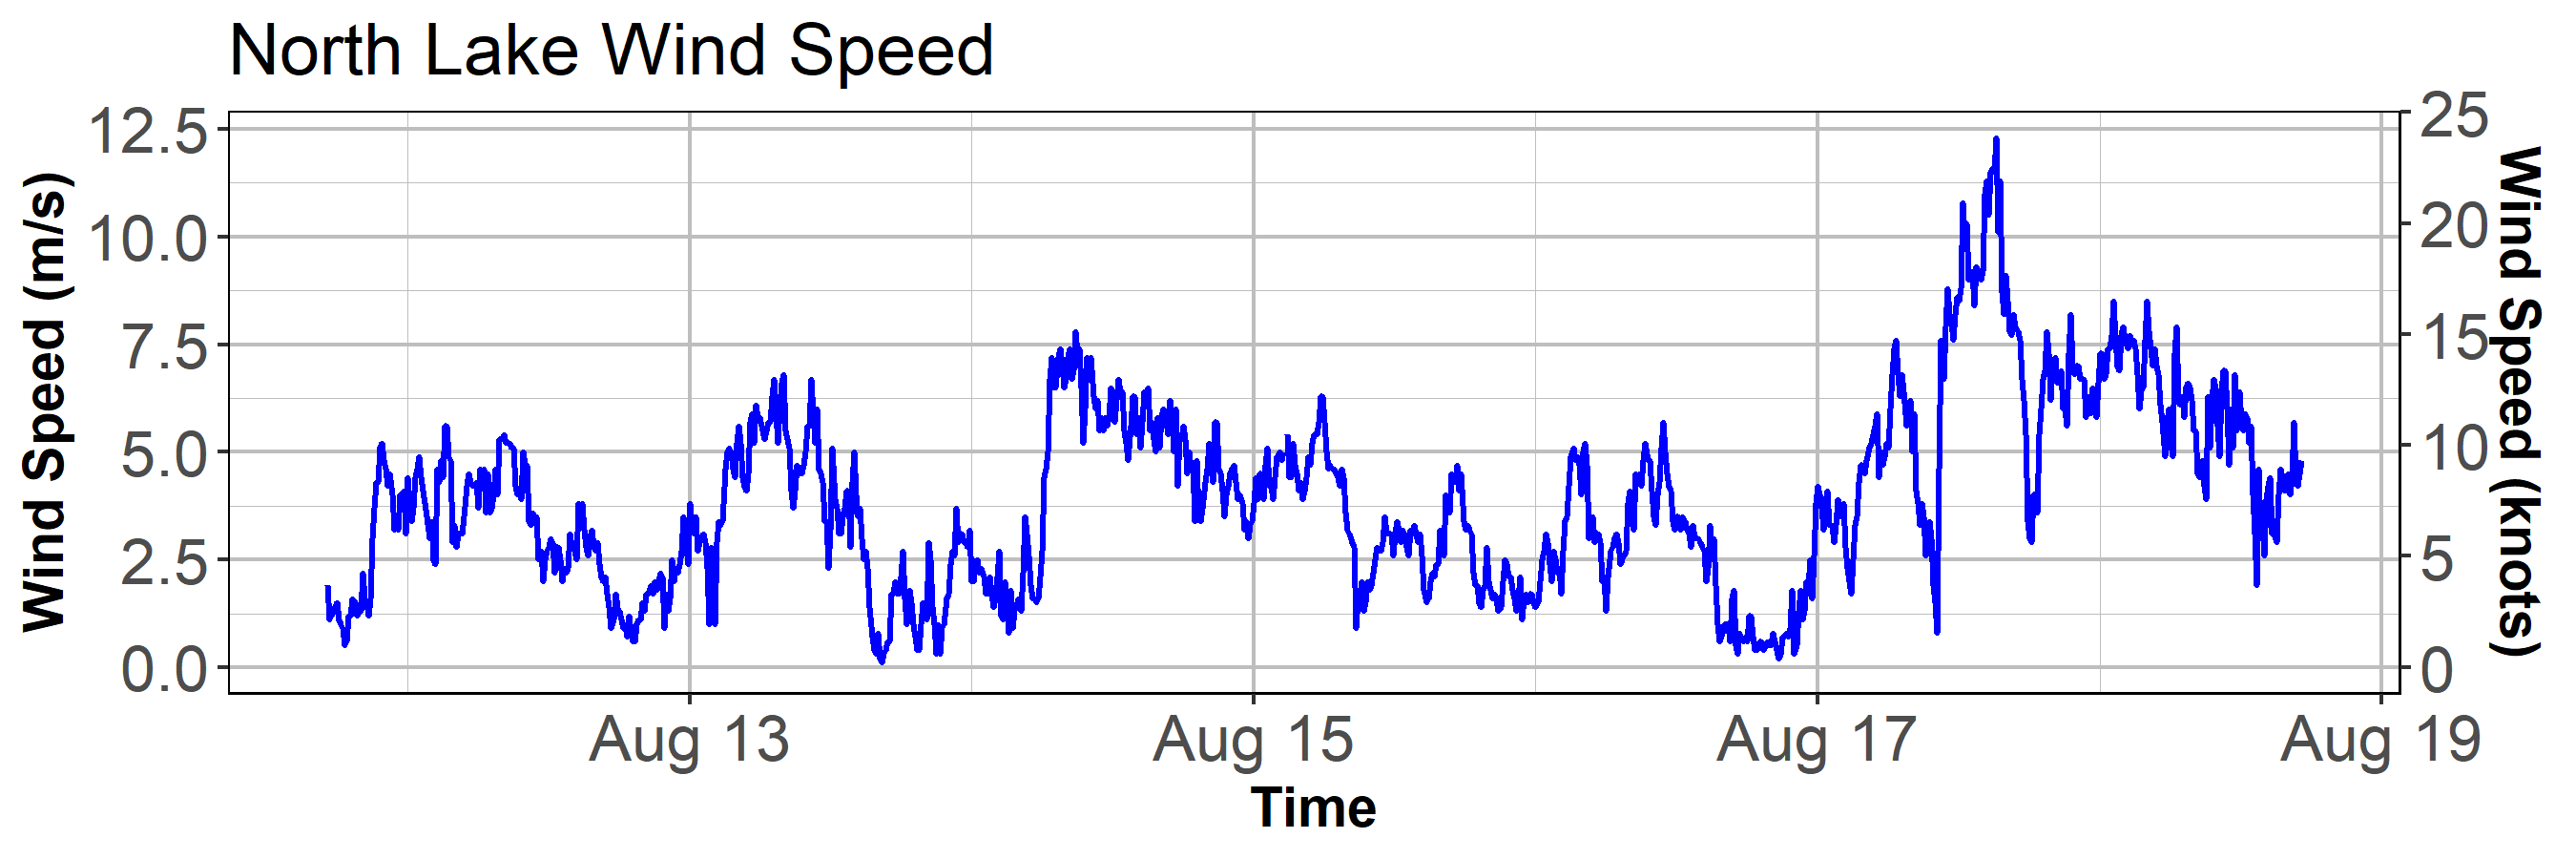 North Lake Wind Speed
Wind Speed (m/s)
12.5
10.0
7.5
5.0
2.5
0.0
25
20
15
10
5
0
Wind Speed (knots)
Aug 13
Aug 15
Aug 17
Aug 19
Time